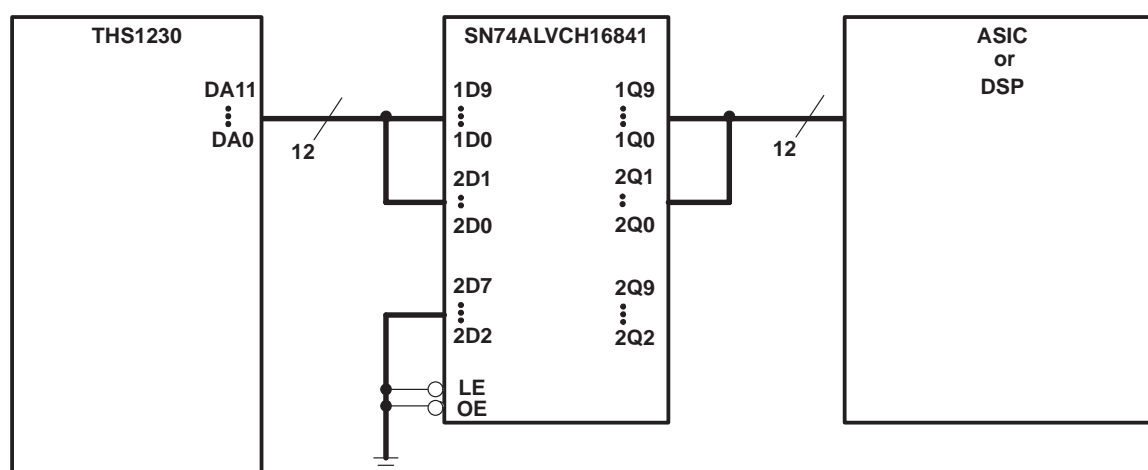 THS1230
DA11
DA0
12
SN74ALVCH16841
1D9
1D0
2D1
2D0
2D7
2D2
LE
OE
1Q9
1Q0
2Q1
2Q0
2Q9
2Q2
12
ASIC
or
DSP